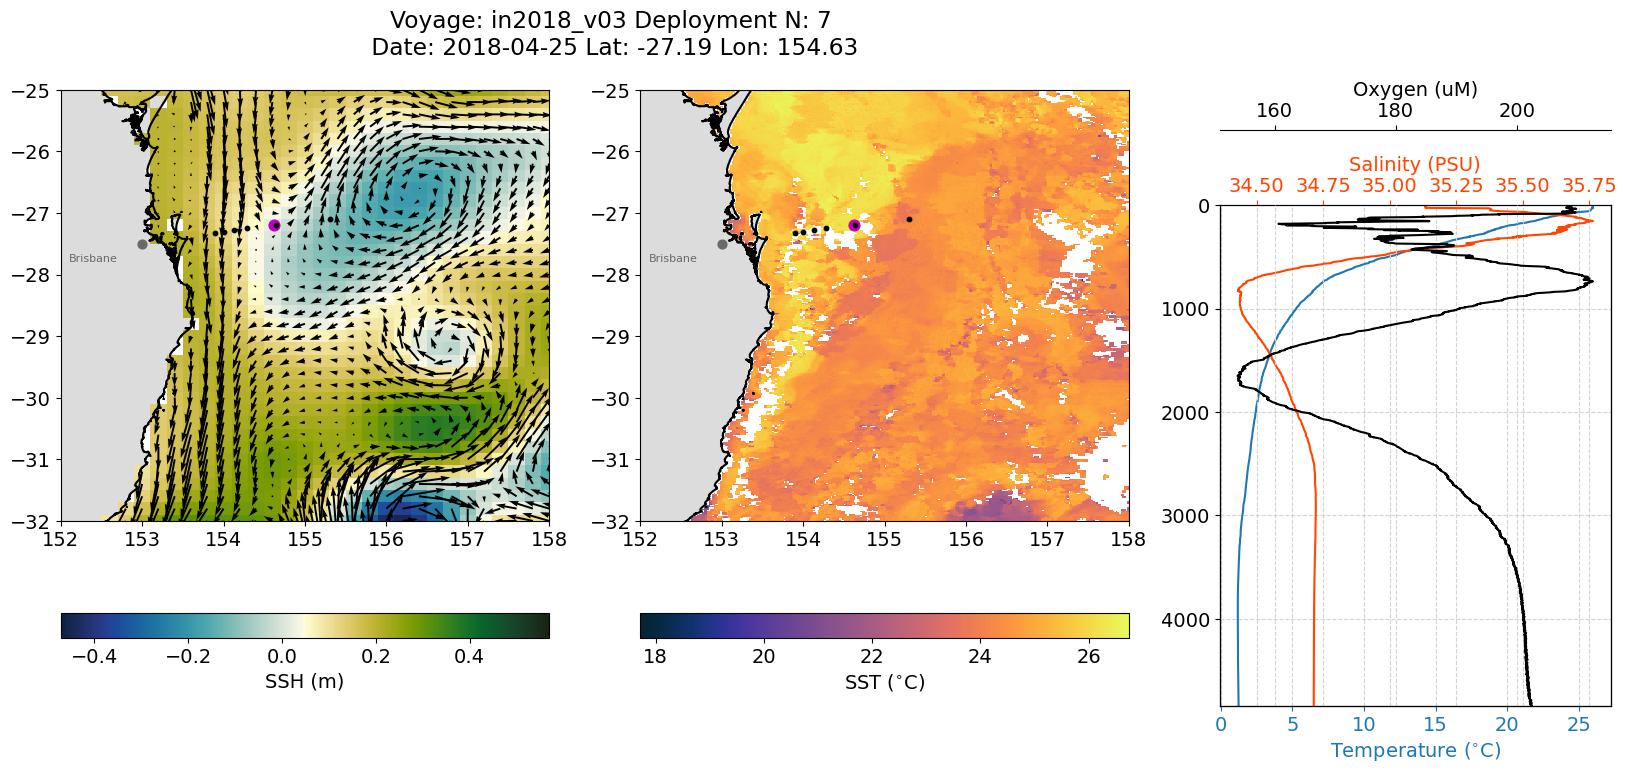 Voyage: in2018_v03 Deployment N: 7
Date: 2018-04-25 Lat: -27.19 Lon: 154.63
−25
−26
−27
−28
−29
−30
−31
−32
152 153 154 155 156 157 158
Brisbane
−0.4 −0.2 0.0 0.2 0.4
SSH (m)
−25
−26
−27
−28
−29
−30
−31
−32
152 153 154 155 156 157 158
Brisbane
18 20 22 24 26
SST (°C)
Oxygen (uM)
160 180 200
Salinity (PSU)
34.50 34.75 35.00 35.25 35.50 35.75
0
1000
2000
3000
4000
0 5 10 15 20 25
Temperature (°C)